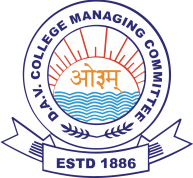 D.A.V. COLLEGE MANAGING COMMITTEE
ओ३म्
ESTD 1886